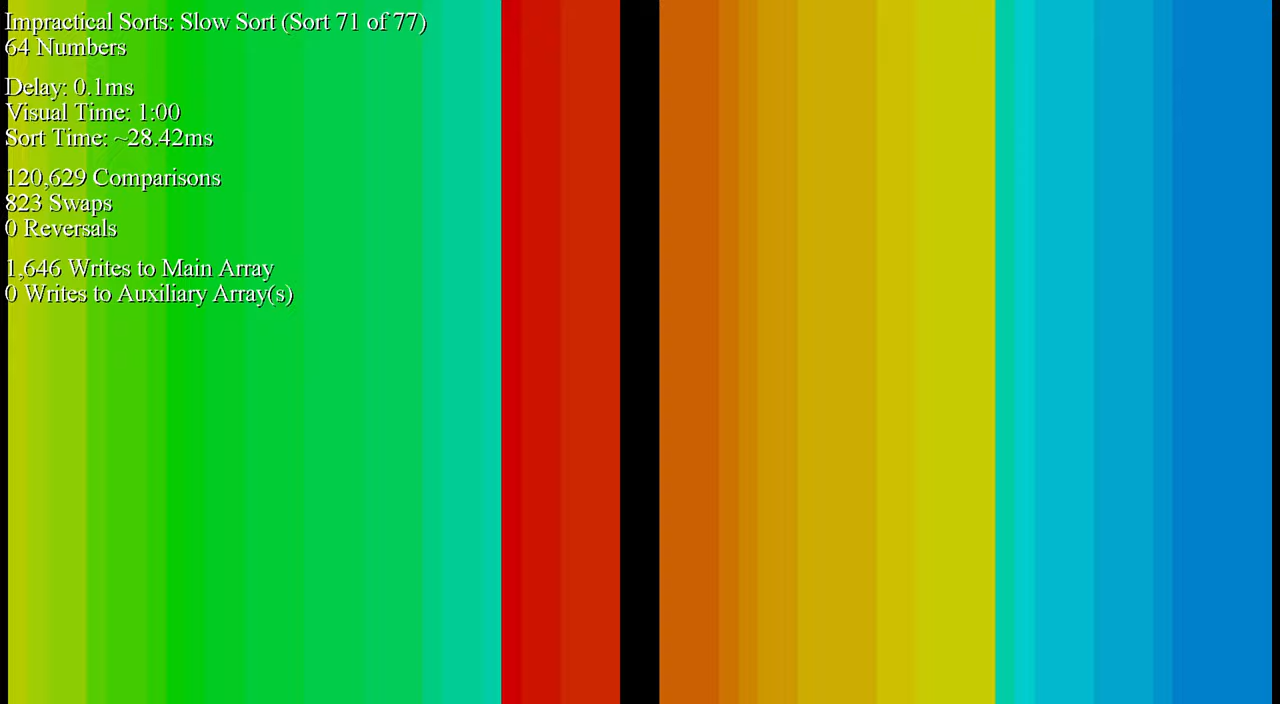 Impractical Sorts: Slow Sort (Sort 71 of 77)
64 Numbers
Delay: 0.1ms
Visual Time: 1:00
Sort Time: ~28.42ms
120,629 Comparisons
823 Swaps
0 Reversals
1,646 Writes to Main Array
0 Writes to Auxiliary Array(s)